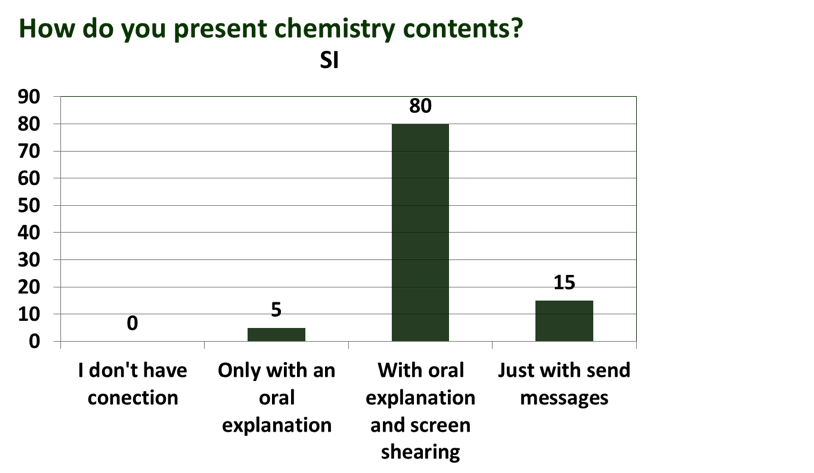 How do you present chemistry contents?
SI
90
80
70
60
50
40
30
20
10
0
0
5
80
15
I don't have
conection
Only with an
oral
explanation
With oral
explanation
and screen
shearing
Just with send
messages